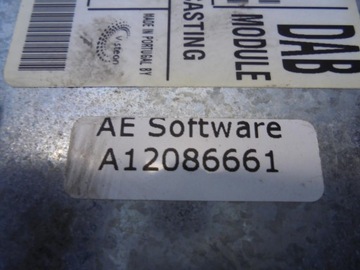 DAB
MODULE
CASTING
MADE IN PORTUGAL BY
Visteon
AE Software
A12086661